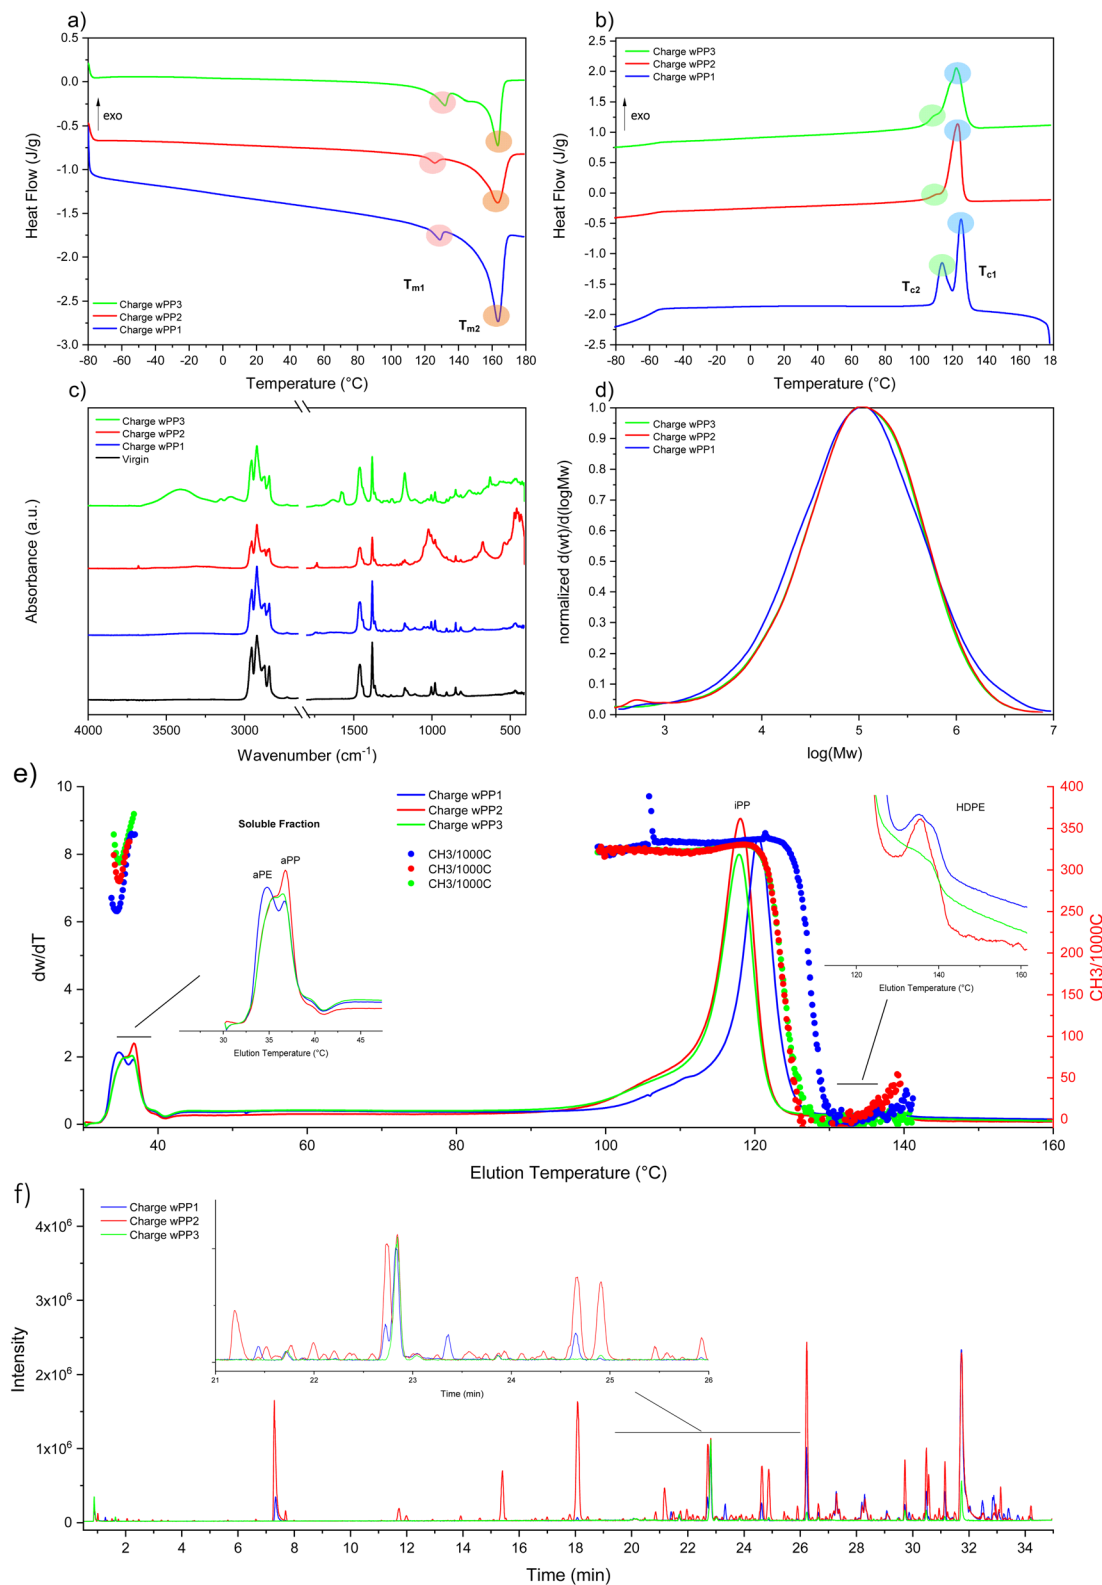 a)
0.5
0.0
-0.5
-1.0
-1.5
-2.0
-2.5
-3.0
Heat Flow (J/g)
exo
Tm1
Tm2
Charge wPP3
Charge wPP2
Charge wPP1
-80 -60 -40 -20 0 20 40 60 80 100 120 140 160 180
Temperature (°C)
b)
2.5
2.0
1.5
1.0
0.5
0.0
-0.5
-1.0
-1.5
-2.0
-2.5
Heat Flow (J/g)
Charge wPP3
Charge wPP2
Charge wPP1
exo
Tc2
Tc1
-80 -60 -40 -20 0 20 40 60 80 100 120 140 160 180
Temperature (°C)
c)
Charge wPP3
Charge wPP2
Charge wPP1
Virgin
Absorbance (a.u.)
4000 3000 1500 1000 500
Wavenumber (cm-1)
d)
1.0
0.9
0.8
0.7
0.6
0.5
0.4
0.3
0.2
0.1
0.0
normalized d(wt)/d(logMw)
Charge wPP3
Charge wPP2
Charge wPP1
3 4 5 6 7
log(Mw)
e)
10
8
6
4
2
0
dw/dT
Charge wPP1
Charge wPP2
Charge wPP3
CH3/1000C
CH3/1000C
CH3/1000C
Soluble Fraction
aPE
aPP
30 35 40 45
Elution Temperature (°C)
iPP
HDPE
120 140 160
Elution Temperature (°C)
400
350
300
250
200
150
100
50
0
CH3/1000C
40 60 80 100 120 140 160
Elution Temperature (°C)
f)
Charge wPP1
Charge wPP2
Charge wPP3
4x10^6
3x10^6
2x10^6
1x10^6
0
Intensity
21 22 23 24 25 26
Time (min)
2 4 6 8 10 12 14 16 18 20 22 24 26 28 30 32 34
Time (min)